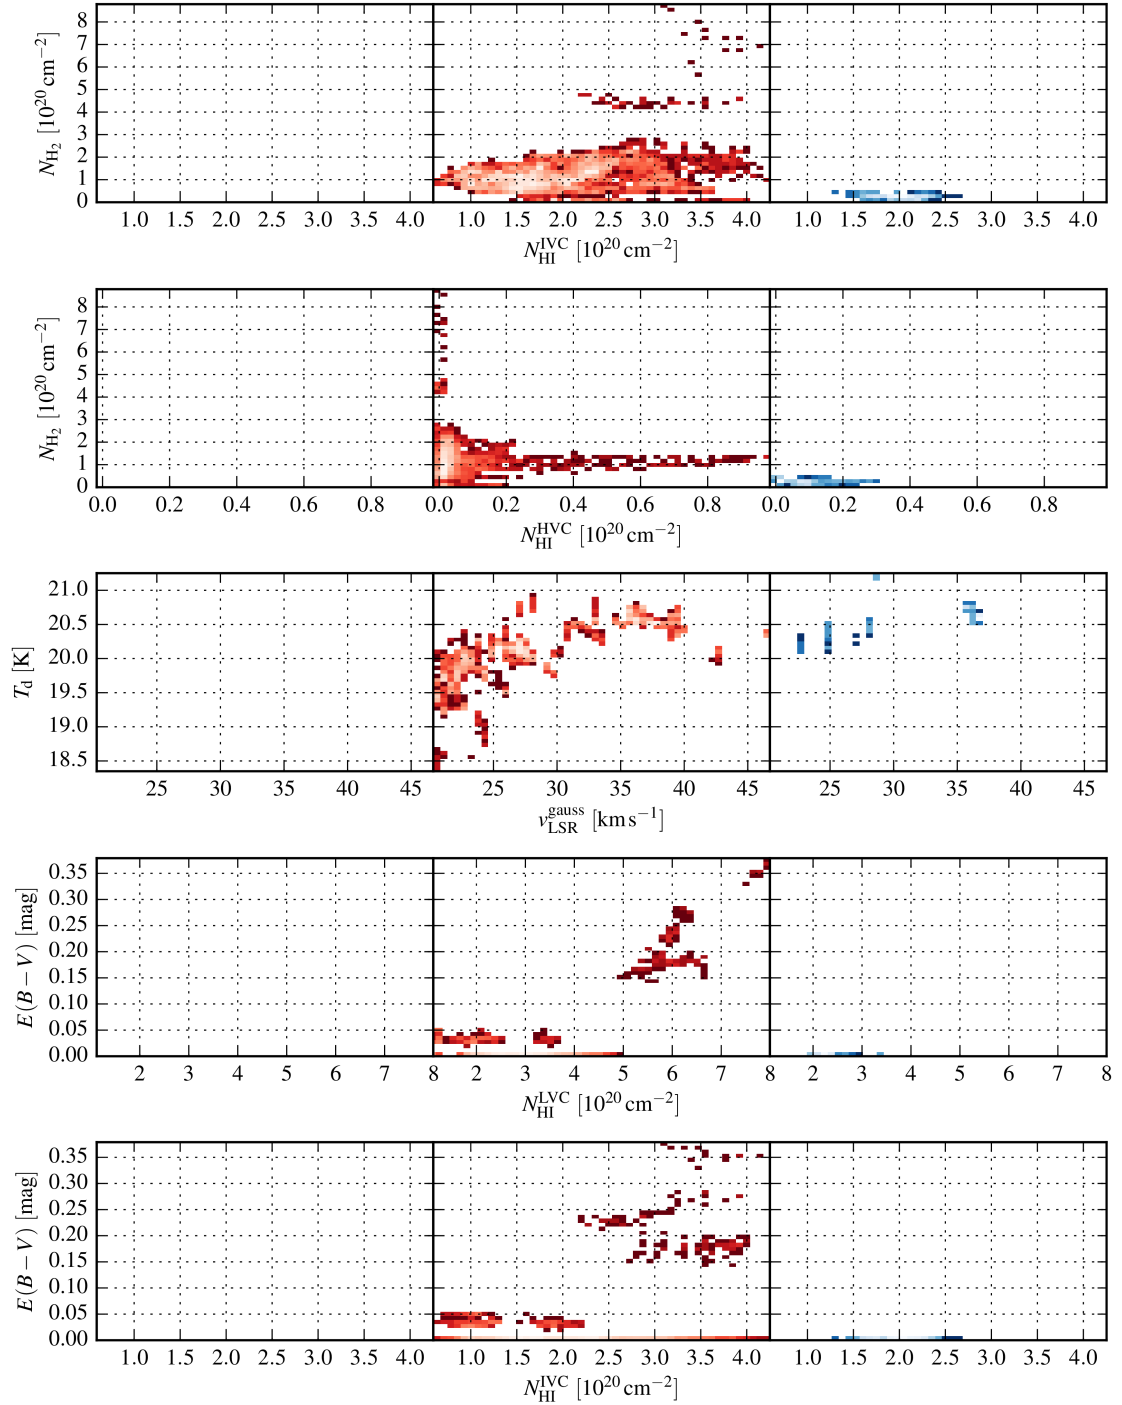 8
7
6
5
4
3
2
1
0
N_H₂ [10²⁰ cm⁻²]
1.0 1.5 2.0 2.5 3.0 3.5 4.0 1.0 1.5 2.0 2.5 3.0 3.5 4.0 1.0 1.5 2.0 2.5 3.0 3.5 4.0
N_HI^IVC [10²⁰ cm⁻²]
8
7
6
5
4
3
2
1
0
N_H₂ [10²⁰ cm⁻²]
0.0 0.2 0.4 0.6 0.8 0.0 0.2 0.4 0.6 0.8 0.0 0.2 0.4 0.6 0.8
N_HI^HVC [10²⁰ cm⁻²]
21.0
20.5
20.0
19.5
19.0
18.5
T_d [K]
25 30 35 40 45 25 30 35 40 45 25 30 35 40 45
v_LSR^gauss [km s⁻¹]
0.35
0.30
0.25
0.20
0.15
0.10
0.05
0.00
E(B − V) [mag]
2 3 4 5 6 7 8 2 3 4 5 6 7 8 2 3 4 5 6 7 8
N_HI^LVC [10²⁰ cm⁻²]
0.35
0.30
0.25
0.20
0.15
0.10
0.05
0.00
E(B − V) [mag]
1.0 1.5 2.0 2.5 3.0 3.5 4.0 1.0 1.5 2.0 2.5 3.0 3.5 4.0 1.0 1.5 2.0 2.5 3.0 3.5 4.0
N_HI^IVC [10²⁰ cm⁻²]